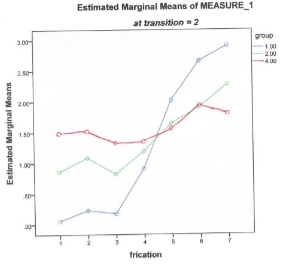 Estimated Marginal Means of MEASURE_1
at transition = 2
group
1.00
2.00
4.00
Estimated Marginal Means
3.00
2.50
2.00
1.50
1.00
.50
.00
1 2 3 4 5 6 7
frication